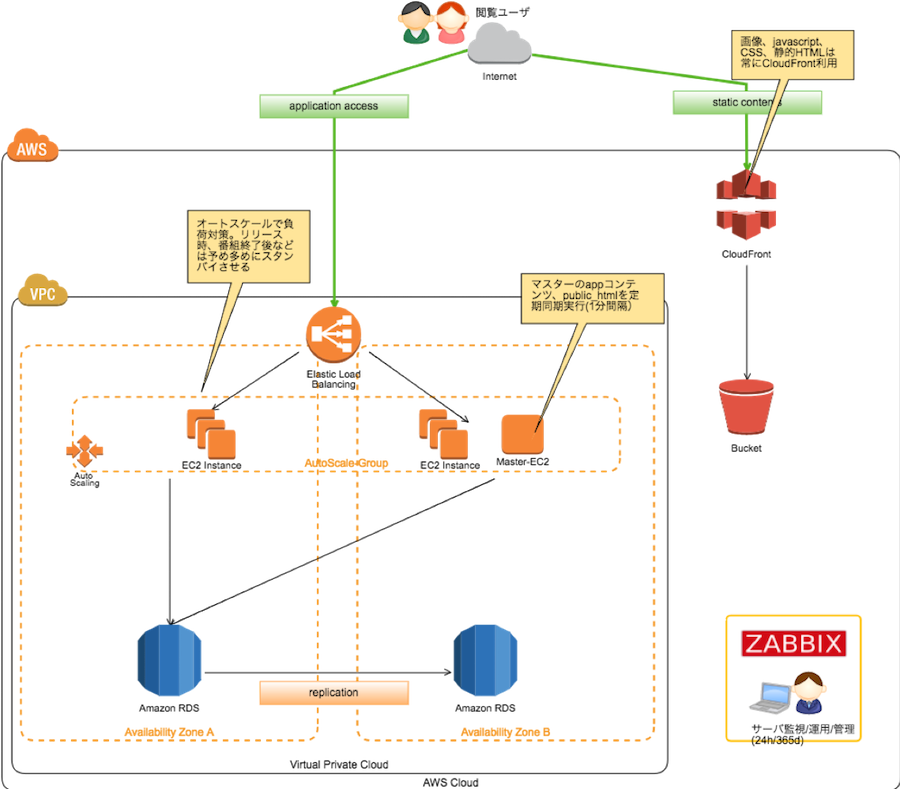 閲覧ユーザ
Internet
画像、javascript、
CSS、静的HTMLは
常にCloudFront利用
application access
static contents
AWS
CloudFront
オートスケールで負
荷対策。リリース
時、番組終了後など
は予め多めにスタン
バイさせる
VPC
マスターのappコンテ
ンツ、public_htmlを定
期同期実行(1分間隔)
Elastic Load
Balancing
EC2 Instance
AutoScale-Group
EC2 Instance
Master-EC2
Auto
Scaling
Bucket
Amazon RDS
replication
Amazon RDS
Availability Zone A
Availability Zone B
ZABBIX
サーバ監視/運用/管理
(24h/365d)
Virtual Private Cloud
AWS Cloud